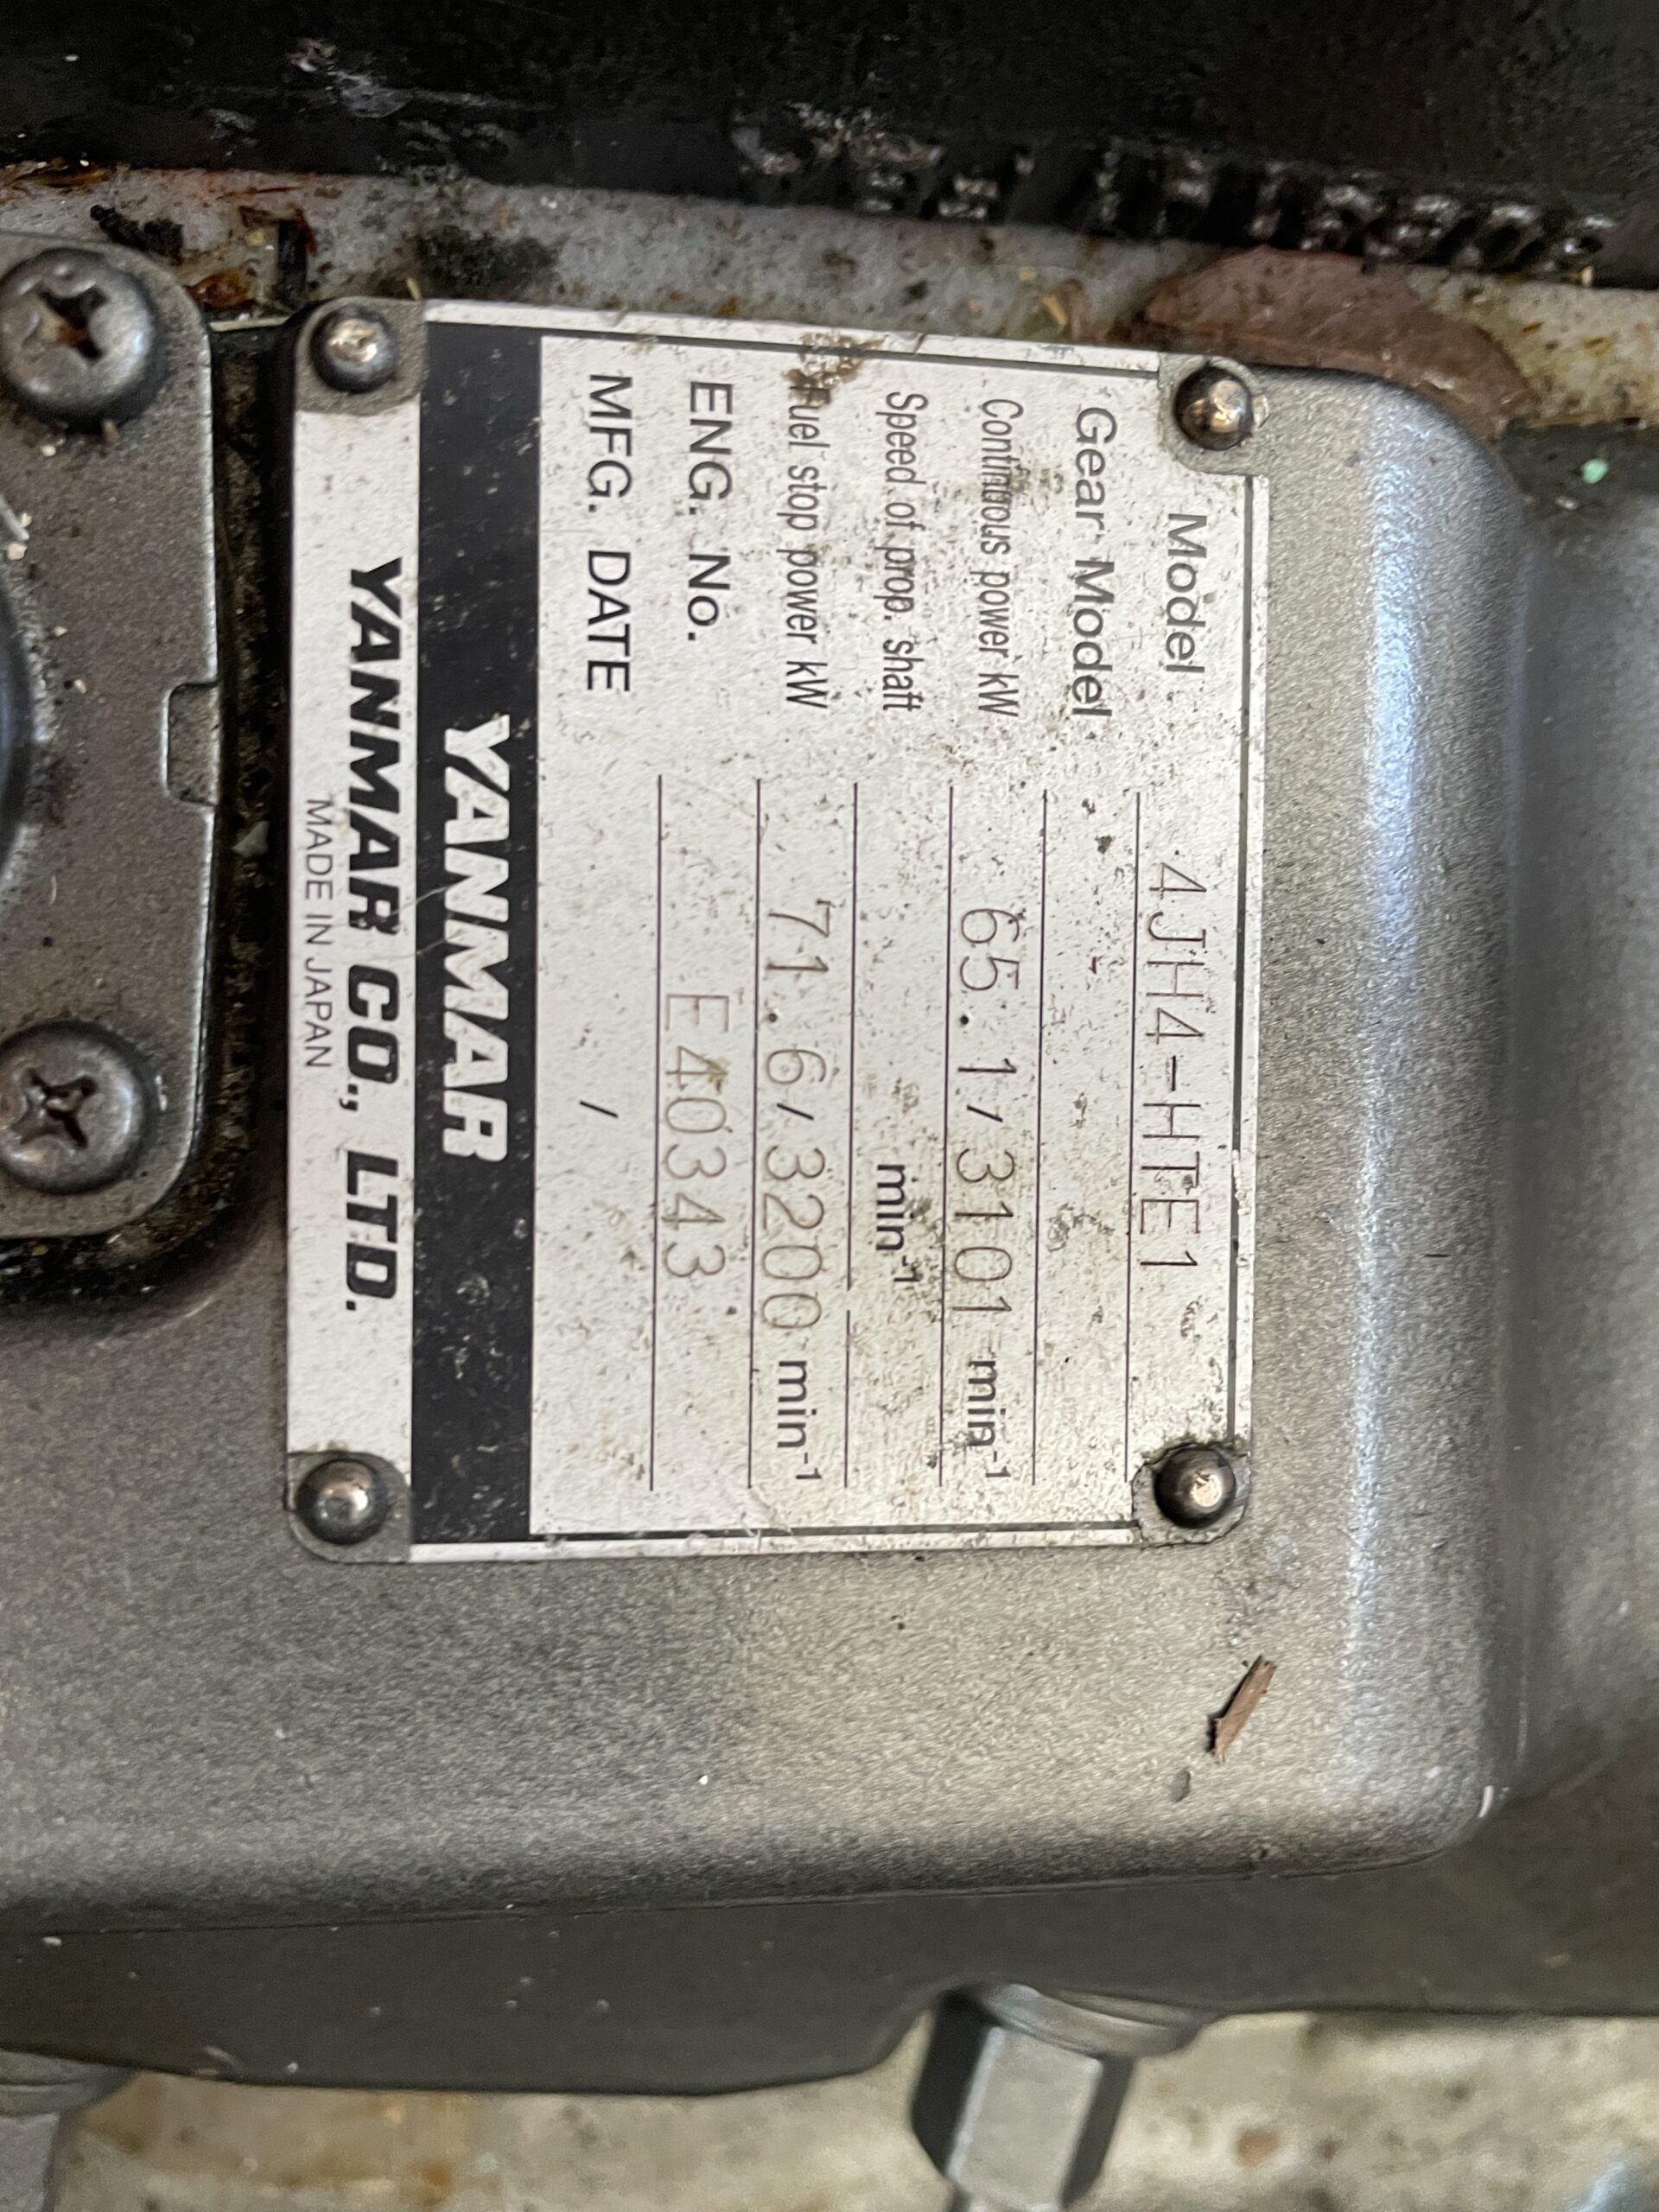 Model 4JH4-HTE1
Gear Model
Continuous power kW 65.1/3101 min⁻¹
Speed of prop. shaft min⁻¹
Fuel stop power kW 71.6/3200 min⁻¹
ENG. No. E40343
MFG. DATE /
YANMAR
YANMAR CO., LTD.
MADE IN JAPAN